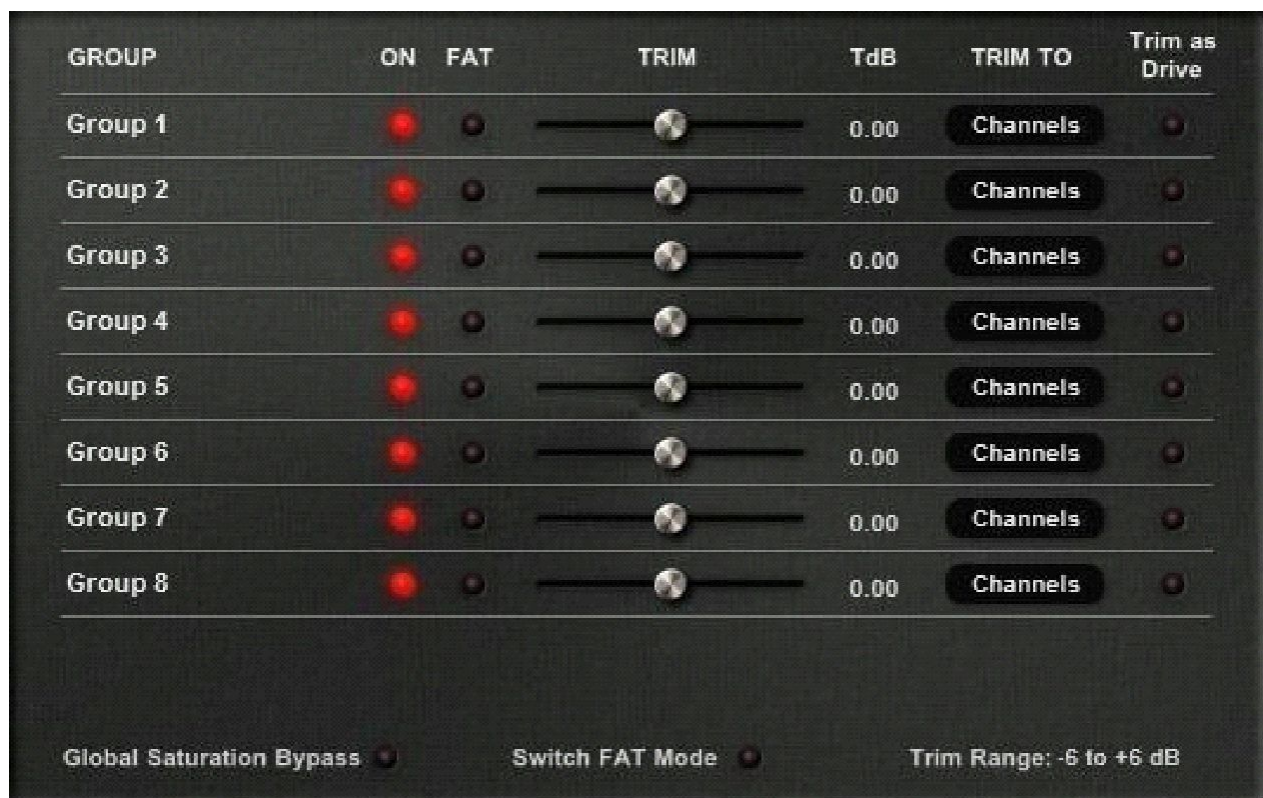 GROUP ON FAT TRIM TdB TRIM TO Trim as Drive
Group 1 0.00 Channels
Group 2 0.00 Channels
Group 3 0.00 Channels
Group 4 0.00 Channels
Group 5 0.00 Channels
Group 6 0.00 Channels
Group 7 0.00 Channels
Group 8 0.00 Channels
Global Saturation Bypass Switch FAT Mode Trim Range: -6 to +6 dB